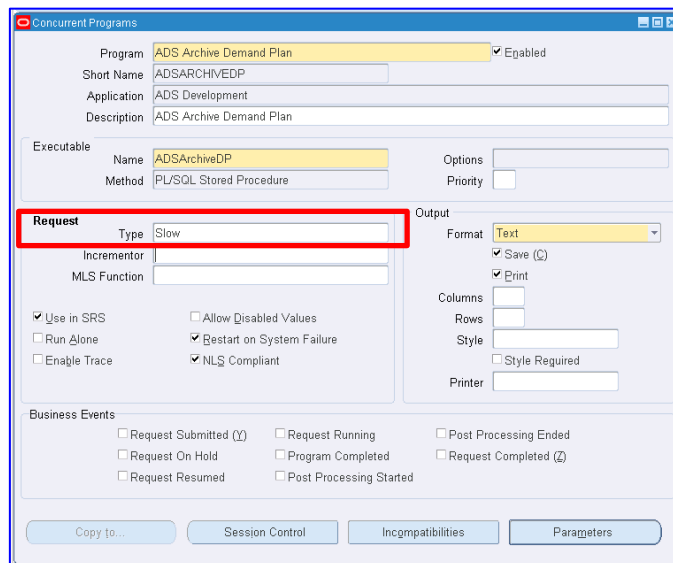 Concurrent Programs
Program ADS Archive Demand Plan Enabled
Short Name ADSARCHIVEDP
Application ADS Development
Description ADS Archive Demand Plan
Executable
Name ADSArchiveDP Options
Method PL/SQL Stored Procedure Priority
Request Output
Type Slow Format Text
Incrementor Save (C)
MLS Function Print
Columns
Use in SRS Allow Disabled Values Rows
Run Alone Restart on System Failure Style
Enable Trace NLS Compliant Style Required
Printer
Business Events
Request Submitted (Y) Request Running Post Processing Ended
Request On Hold Program Completed Request Completed (Z)
Request Resumed Post Processing Started
Copy to... Session Control Incompatibilities Parameters